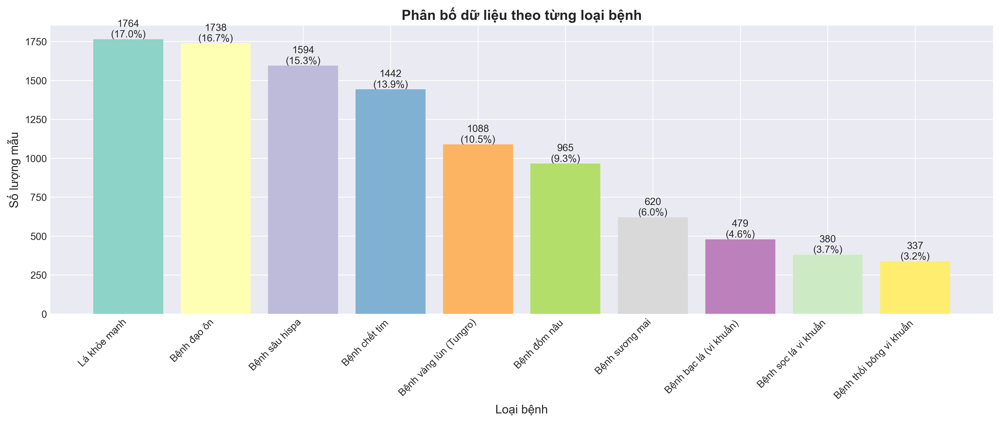 Phân bố dữ liệu theo từng loại bệnh
Số lượng mẫu
1750
1500
1250
1000
750
500
250
0
1764
(17.0%)
1738
(16.7%)
1594
(15.3%)
1442
(13.9%)
1088
(10.5%)
965
(9.3%)
620
(6.0%)
479
(4.6%)
380
(3.7%)
337
(3.2%)
Lá khỏe mạnh
Bệnh đạo ôn
Bệnh sâu hispa
Bệnh chết tim
Bệnh vàng lùn (Tungro)
Bệnh đốm nâu
Bệnh sương mai
Bệnh bạc lá (vi khuẩn)
Bệnh sọc lá vi khuẩn
Bệnh thối bông vi khuẩn
Loại bệnh